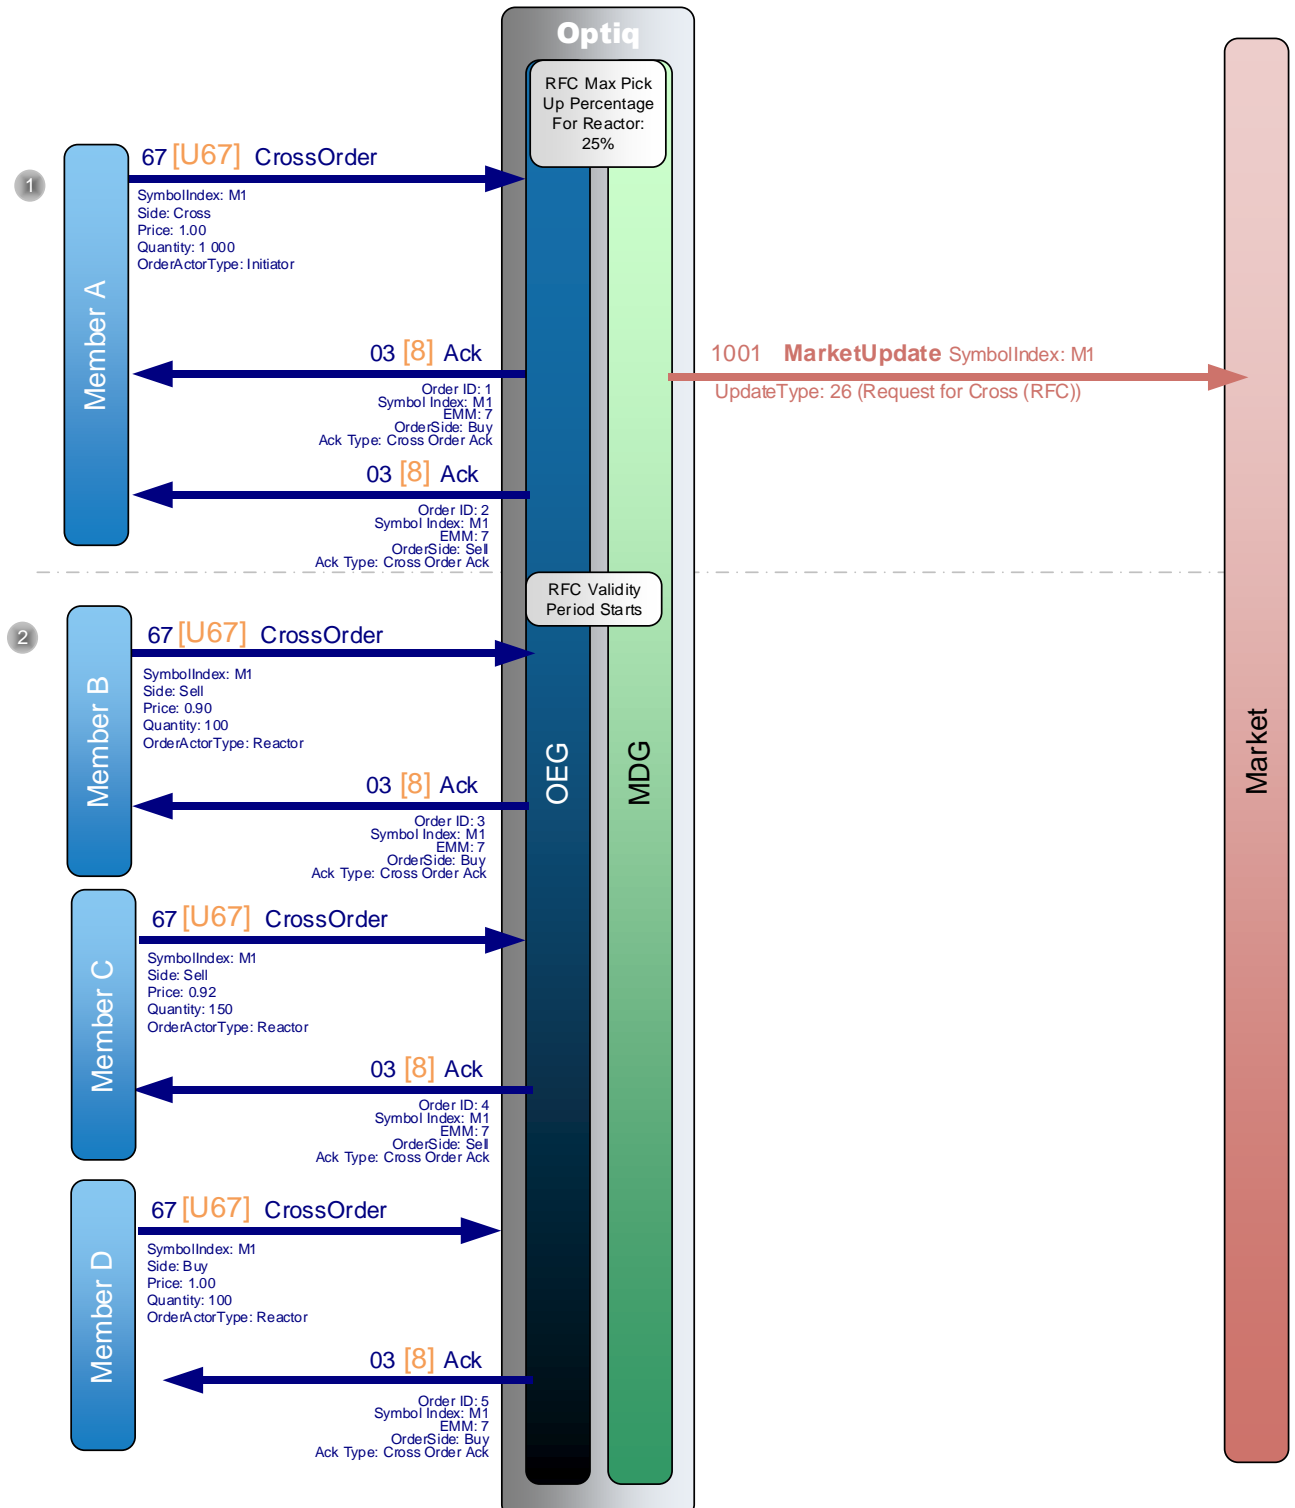 Optiq
RFC Max Pick
Up Percentage
For Reactor:
25%
1
Member A
67 [U67] CrossOrder
SymbolIndex: M1
Side: Cross
Price: 1.00
Quantity: 1 000
OrderActorType: Initiator
03 [8] Ack
Order ID: 1
Symbol Index: M1
EMM: 7
OrderSide: Buy
Ack Type: Cross Order Ack
1001 MarketUpdate SymbolIndex: M1
UpdateType: 26 (Request for Cross (RFC))
03 [8] Ack
Order ID: 2
Symbol Index: M1
EMM: 7
OrderSide: Sell
Ack Type: Cross Order Ack
RFC Validity
Period Starts
2
Member B
67 [U67] CrossOrder
SymbolIndex: M1
Side: Sell
Price: 0.90
Quantity: 100
OrderActorType: Reactor
03 [8] Ack
Order ID: 3
Symbol Index: M1
EMM: 7
OrderSide: Buy
Ack Type: Cross Order Ack
OEG
MDG
Market
Member C
67 [U67] CrossOrder
SymbolIndex: M1
Side: Sell
Price: 0.92
Quantity: 150
OrderActorType: Reactor
03 [8] Ack
Order ID: 4
Symbol Index: M1
EMM: 7
OrderSide: Sell
Ack Type: Cross Order Ack
Member D
67 [U67] CrossOrder
SymbolIndex: M1
Side: Buy
Price: 1.00
Quantity: 100
OrderActorType: Reactor
03 [8] Ack
Order ID: 5
Symbol Index: M1
EMM: 7
OrderSide: Buy
Ack Type: Cross Order Ack